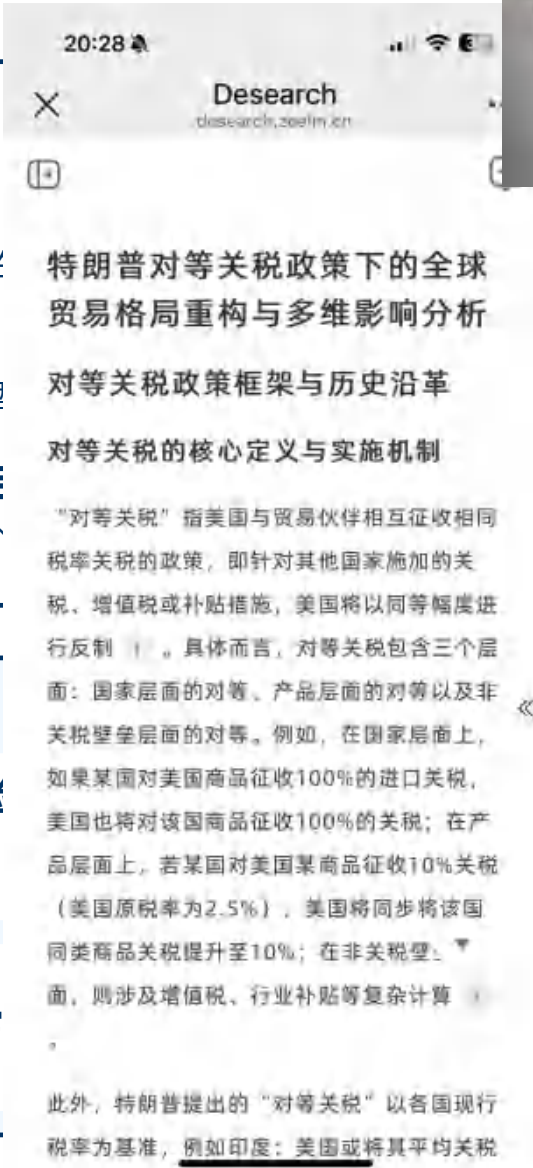 20:28
Desearch
desearch.zoelm.cn
特朗普对等关税政策下的全球
贸易格局重构与多维影响分析
对等关税政策框架与历史沿革
对等关税的核心定义与实施机制
“对等关税”指美国与贸易伙伴相互征收相同
税率关税的政策，即针对其他国家施加的关
税、增值税或补贴措施，美国将以同等幅度进
行反制 。具体而言，对等关税包含三个层
面：国家层面的对等、产品层面的对等以及非
关税壁垒层面的对等。例如，在国家层面上，
如果某国对美国商品征收100%的进口关税，
美国也将对该国商品征收100%的关税；在产
品层面上，若某国对美国某商品征收10%关税
（美国原税率为2.5%），美国将同步将该国
同类商品关税提升至10%；在非关税壁
面，则涉及增值税、行业补贴等复杂计算
。
此外，特朗普提出的“对等关税”以各国现行
税率为基准，例如印度：美国或将其平均关税